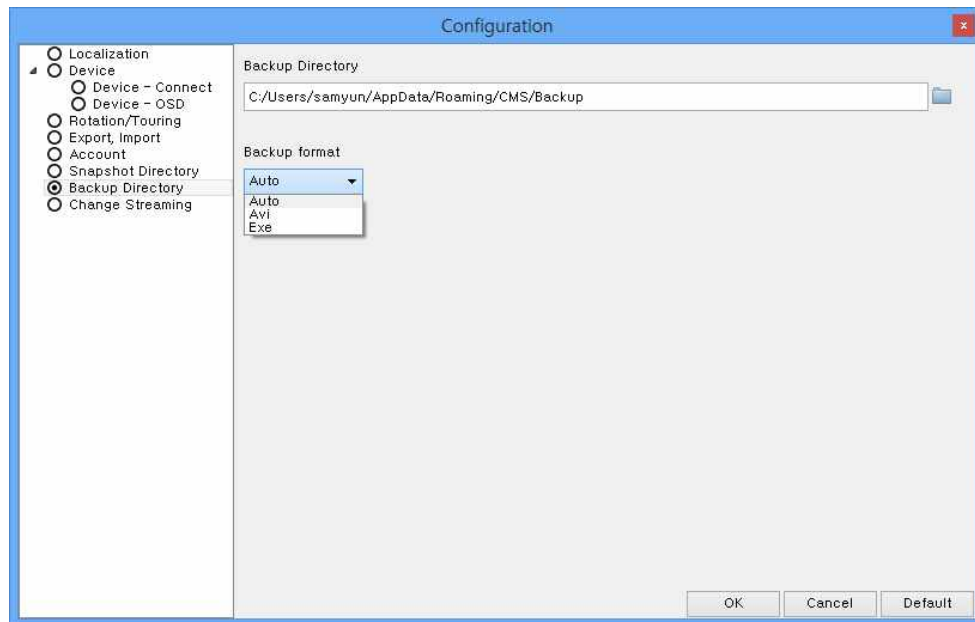 Configuration
x
Localization
Device
Device - Connect
Device - OSD
Rotation/Touring
Export, Import
Account
Snapshot Directory
Backup Directory
Change Streaming
Backup Directory
C:/Users/samyun/AppData/Roaming/CMS/Backup
Backup format
Auto
Auto
Avi
Exe
OK
Cancel
Default